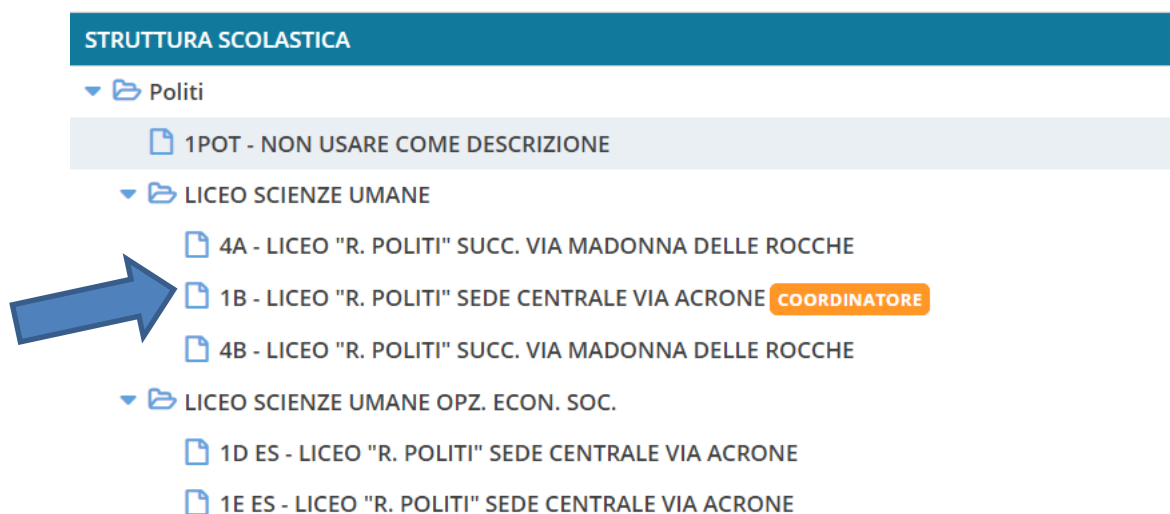 STRUTTURA SCOLASTICA
Politi
1POT - NON USARE COME DESCRIZIONE
LICEO SCIENZE UMANE
4A - LICEO "R. POLITI" SUCC. VIA MADONNA DELLE ROCCHE
1B - LICEO "R. POLITI" SEDE CENTRALE VIA ACRONE COORDINATORE
4B - LICEO "R. POLITI" SUCC. VIA MADONNA DELLE ROCCHE
LICEO SCIENZE UMANE OPZ. ECON. SOC.
1D ES - LICEO "R. POLITI" SEDE CENTRALE VIA ACRONE
1E ES - LICEO "R. POLITI" SEDE CENTRALE VIA ACRONE